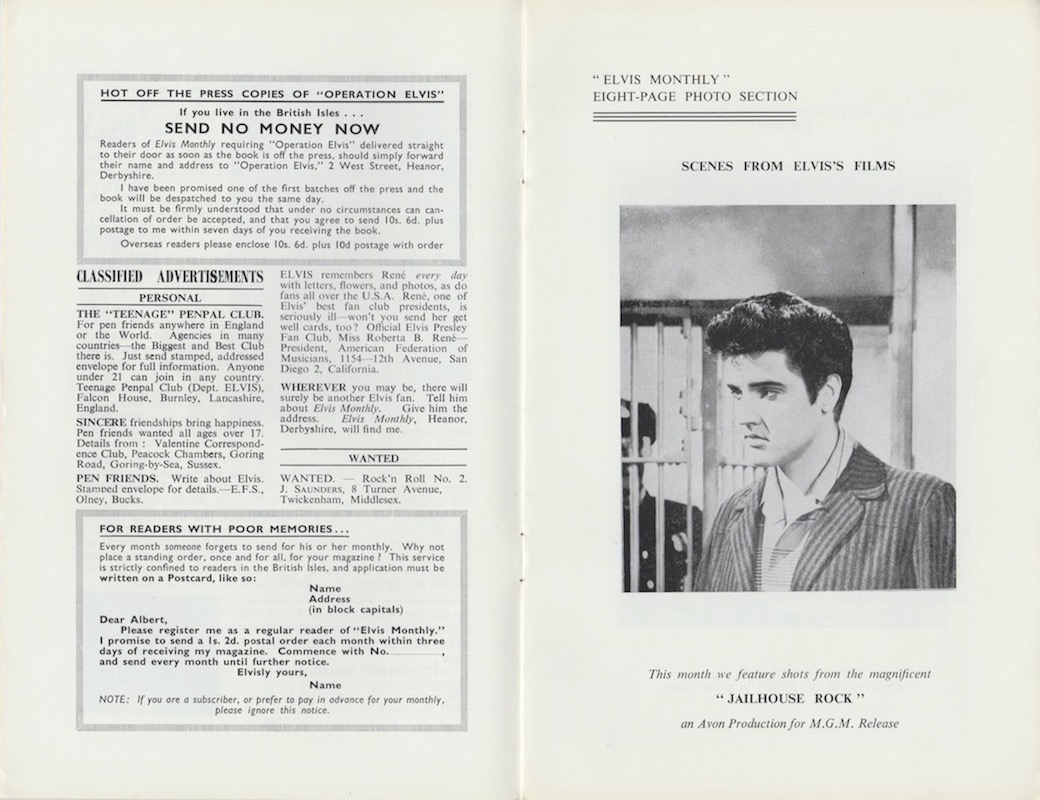 HOT OFF THE PRESS COPIES OF "OPERATION ELVIS"
If you live in the British Isles . . .
SEND NO MONEY NOW
Readers of Elvis Monthly requiring "Operation Elvis" delivered straight
to their door as soon as the book is off the press, should simply forward
their name and address to "Operation Elvis," 2 West Street, Heanor,
Derbyshire.
I have been promised one of the first batches off the press and the
book will be despatched to you the same day.
It must be firmly understood that under no circumstances can can-
cellation of order be accepted, and that you agree to send 10s. 6d. plus
postage to me within seven days of you receiving the book.
Overseas readers please enclose 10s. 6d. plus 10d postage with order
CLASSIFIED ADVERTISEMENTS
PERSONAL
THE "TEENAGE" PENPAL CLUB.
For pen friends anywhere in England
or the World. Agencies in many
countries—the Biggest and Best Club
there is. Just send stamped, addressed
envelope for full information. Anyone
under 21 can join in any country.
Teenage Penpal Club (Dept. ELVIS),
Falcon House, Burnley, Lancashire,
England.
SINCERE friendships bring happiness.
Pen friends wanted all ages over 17.
Details from : Valentine Correspond-
ence Club, Peacock Chambers, Goring
Road, Goring-by-Sea, Sussex.
PEN FRIENDS. Write about Elvis.
Stamped envelope for details.—E.F.S.,
Olney, Bucks.
ELVIS remembers René every day
with letters, flowers, and photos, as do
fans all over the U.S.A. René, one of
Elvis' best fan club presidents, is
seriously ill—won't you send her get
well cards, too? Official Elvis Presley
Fan Club, Miss Roberta B. René—
President, American Federation of
Musicians, 1154—12th Avenue, San
Diego 2, California.
WHEREVER you may be, there will
surely be another Elvis fan. Tell him
about Elvis Monthly. Give him the
address. Elvis Monthly, Heanor,
Derbyshire, will find me.
WANTED
WANTED. — Rock'n Roll No. 2.
J. SAUNDERS, 8 Turner Avenue,
Twickenham, Middlesex.
FOR READERS WITH POOR MEMORIES...
Every month someone forgets to send for his or her monthly. Why not
place a standing order, once and for all, for your magazine ? This service
is strictly confined to readers in the British Isles, and application must be
written on a Postcard, like so:
Name
Address
(in block capitals)
Dear Albert,
Please register me as a regular reader of "Elvis Monthly."
I promise to send a 1s. 2d. postal order each month within three
days of receiving my magazine. Commence with No. ,
and send every month until further notice.
Elvisly yours,
Name
NOTE: If you are a subscriber, or prefer to pay in advance for your monthly,
please ignore this notice.
" ELVIS MONTHLY "
EIGHT-PAGE PHOTO SECTION
SCENES FROM ELVIS'S FILMS
This month we feature shots from the magnificent
" JAILHOUSE ROCK "
an Avon Production for M.G.M. Release